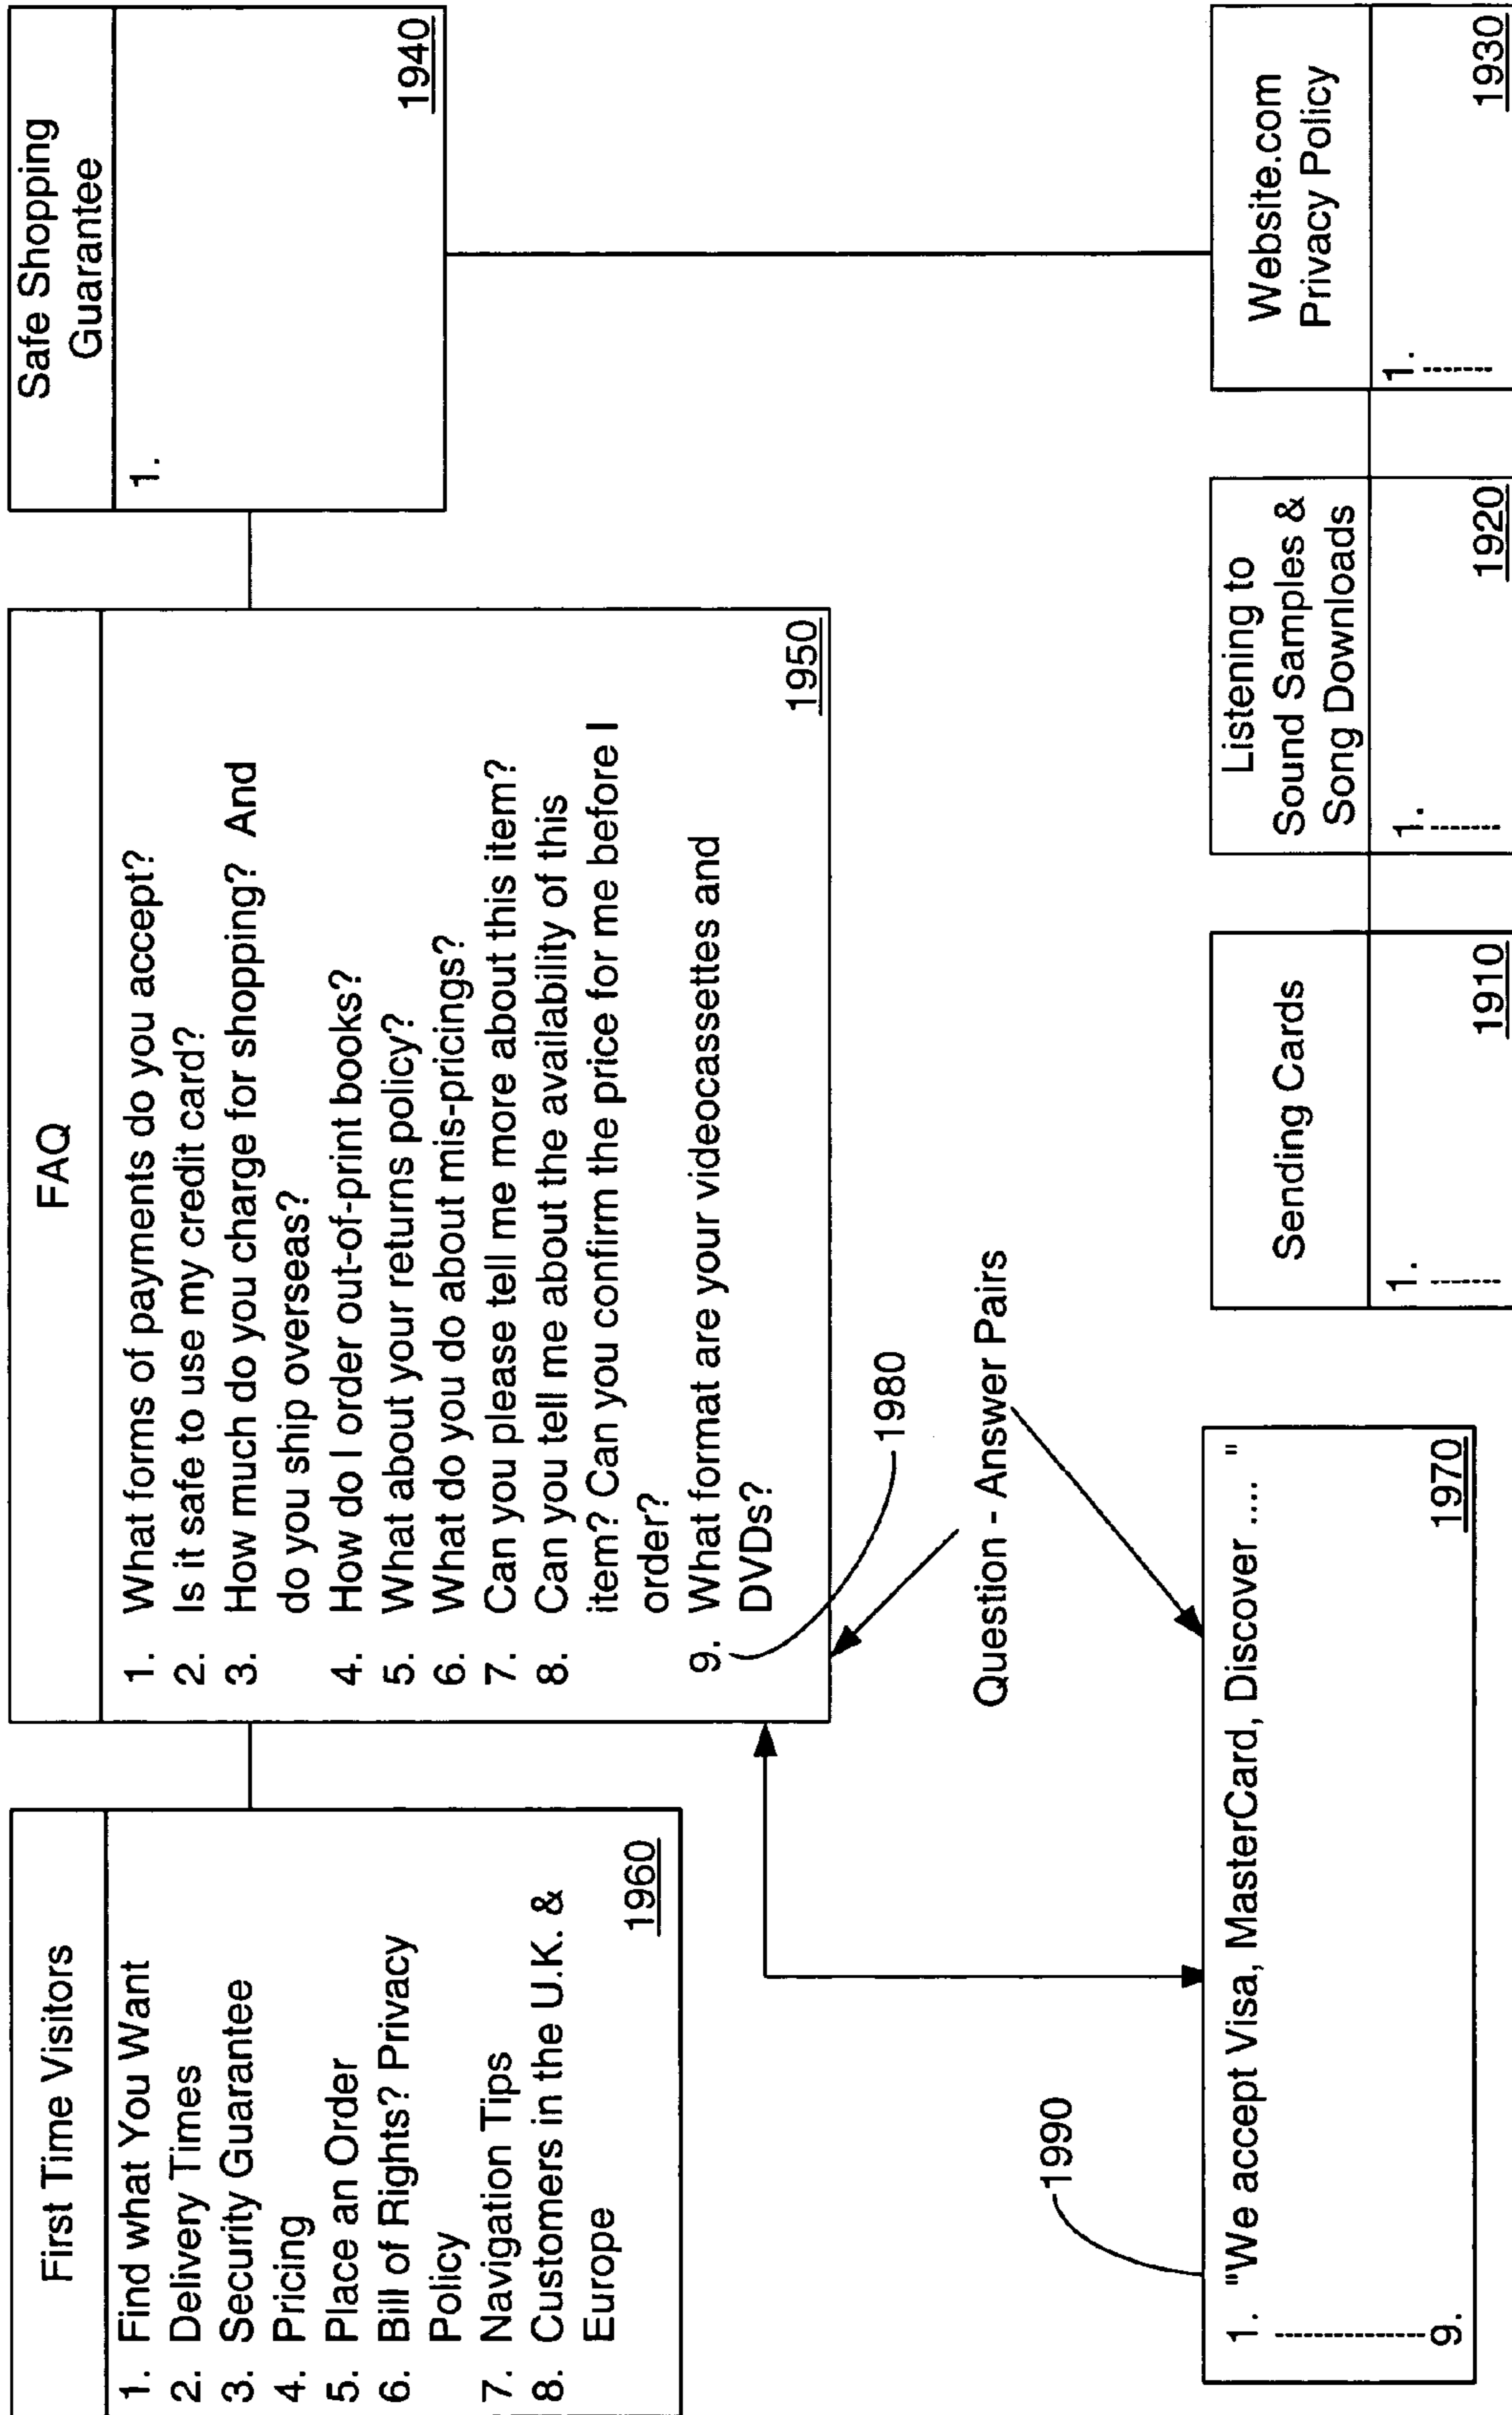 First Time Visitors
1. Find what You Want
2. Delivery Times
3. Security Guarantee
4. Pricing
5. Place an Order
6. Bill of Rights? Privacy
Policy
7. Navigation Tips
8. Customers in the U.K. &
Europe
1960
FAQ
1. What forms of payments do you accept?
2. Is it safe to use my credit card?
3. How much do you charge for shopping? And
do you ship overseas?
4. How do I order out-of-print books?
5. What about your returns policy?
6. What do you do about mis-pricings?
7. Can you please tell me more about this item?
8. Can you tell me about the availability of this
item? Can you confirm the price for me before I
order?
9. What format are your videocassettes and
DVDs?
1950
Safe Shopping
Guarantee
1.
1940
1980
Question - Answer Pairs
1990
1. "We accept Visa, MasterCard, Discover .... "
9.
1970
Sending Cards
1.
1910
Listening to
Sound Samples &
Song Downloads
1.
1920
Website.com
Privacy Policy
1.
1930